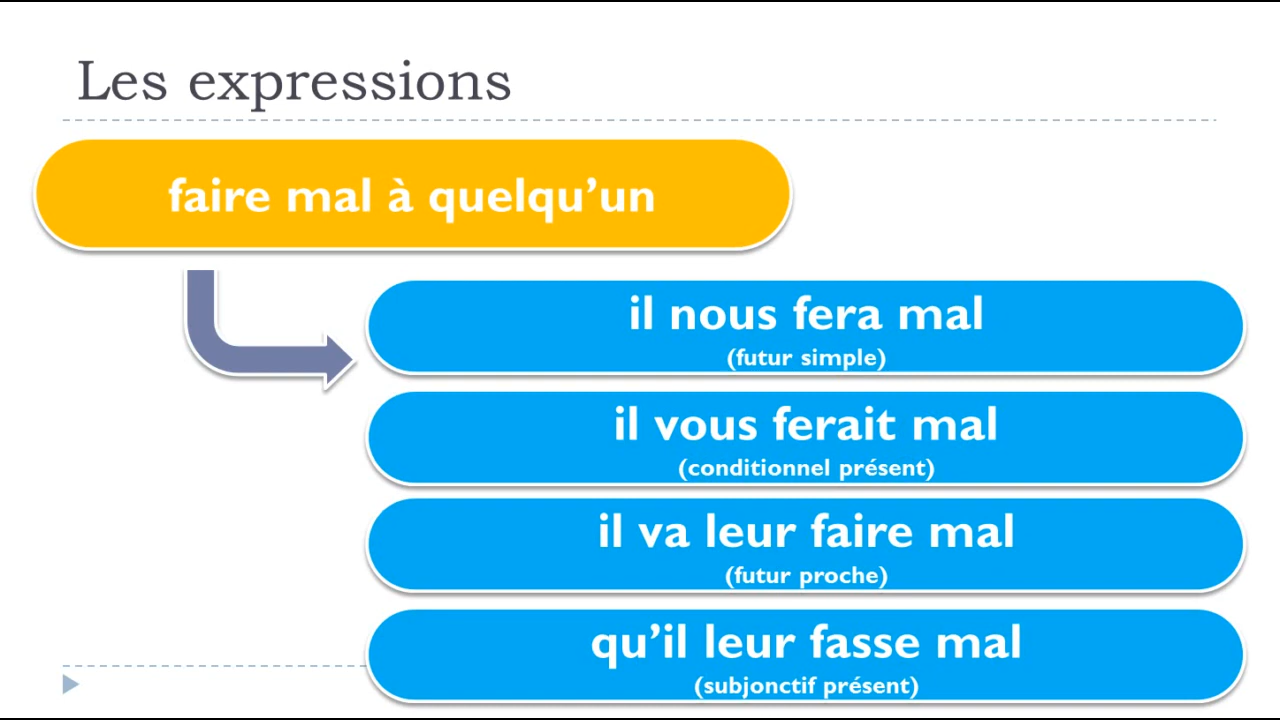 Les expressions
faire mal à quelqu’un
il nous fera mal
(futur simple)
il vous ferait mal
(conditionnel présent)
il va leur faire mal
(futur proche)
qu’il leur fasse mal
(subjonctif présent)